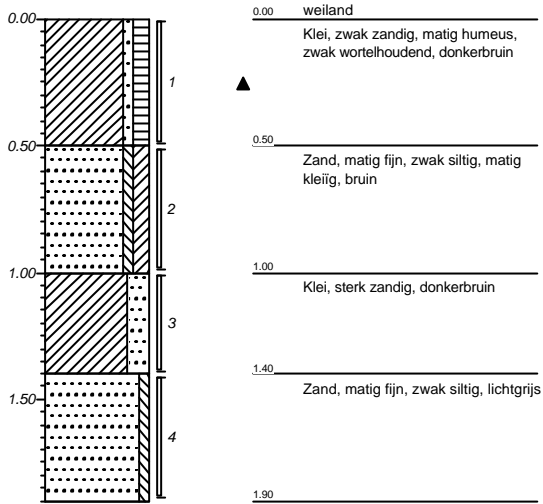 0.00
1
0.50
2
1.00
3
1.50
4
0.00 weiland
Klei, zwak zandig, matig humeus,
zwak wortelhoudend, donkerbruin
0.50
Zand, matig fijn, zwak siltig, matig
kleiïg, bruin
1.00
Klei, sterk zandig, donkerbruin
1.40
Zand, matig fijn, zwak siltig, lichtgrijs
1.90